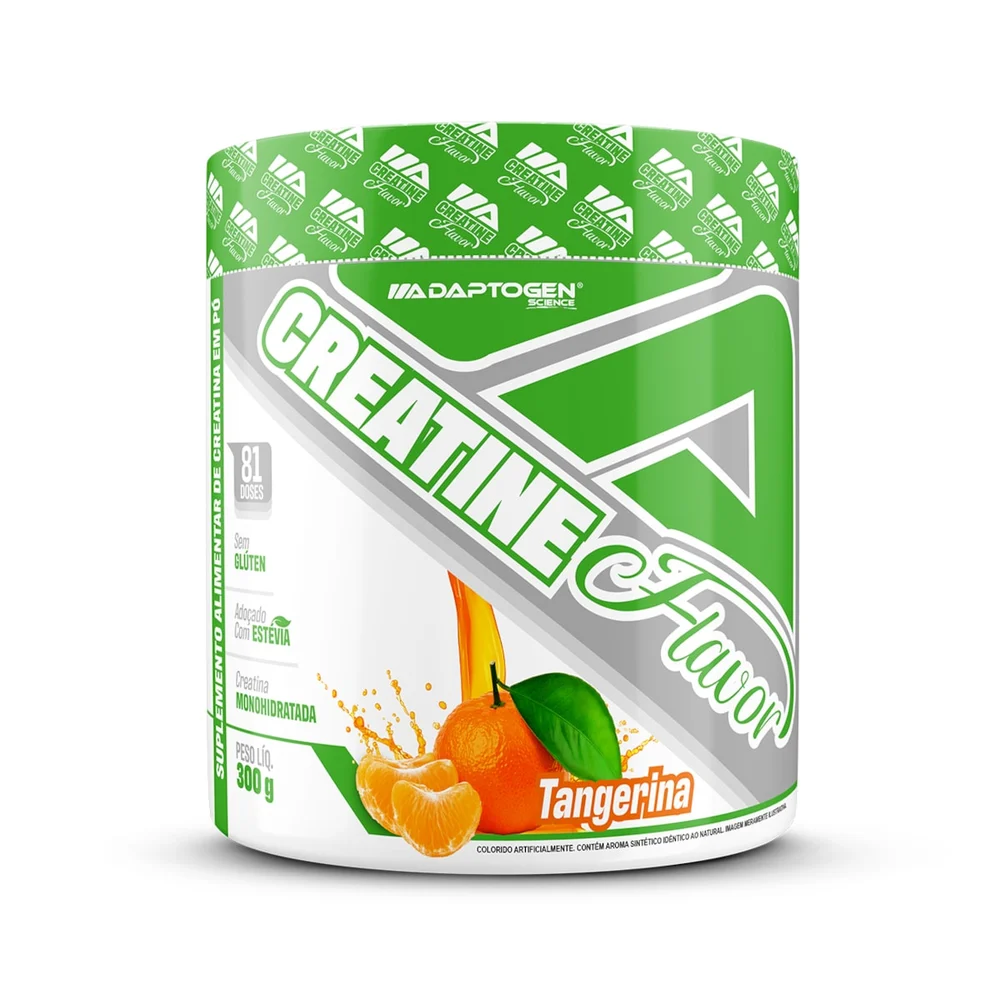 CREATINE
Flavor
ADAPTOGEN®
SCIENCE
CREATINE
Flavor
SUPLEMENTO ALIMENTAR DE CREATINA EM PÓ
81
DOSES
Sem
GLÚTEN
Adoçado
Com ESTÉVIA
Creatina
MONOHIDRATADA
PESO LÍQ.
300 g
Tangerina
COLORIDO ARTIFICIALMENTE. CONTÉM AROMA SINTÉTICO IDÊNTICO AO NATURAL. IMAGEM MERAMENTE ILUSTRATIVA.